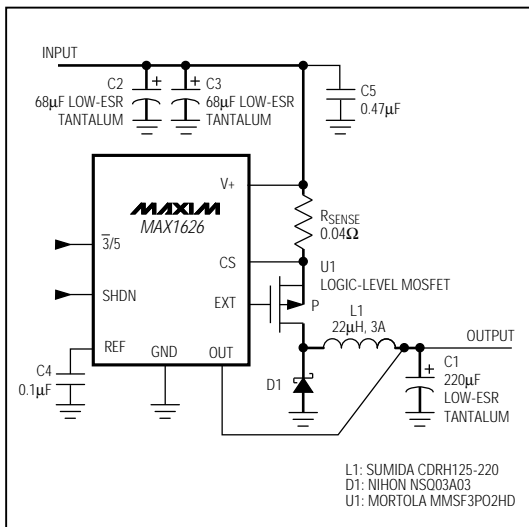 INPUT
C2
68µF LOW-ESR
TANTALUM
+
C3
68µF LOW-ESR
TANTALUM
+
C5
0.47µF
V+
MAXIM
MAX1626
RSENSE
0.04Ω
3/5
CS
U1
LOGIC-LEVEL MOSFET
SHDN
EXT
P
L1
22µH, 3A
OUTPUT
REF
GND
OUT
C4
0.1µF
D1
+
C1
220µF
LOW-ESR
TANTALUM
L1: SUMIDA CDRH125-220
D1: NIHON NSQ03A03
U1: MORTOLA MMSF3PO2HD